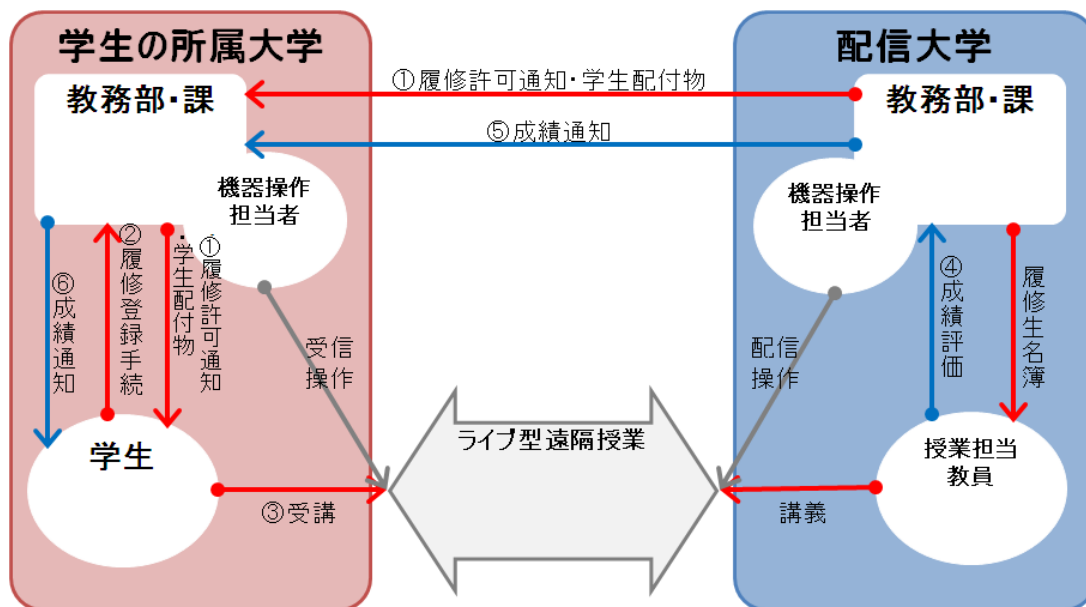 学生の所属大学
配信大学
教務部・課
①履修許可通知・学生配付物
教務部・課
⑤成績通知
機器操作
担当者
機器操作
担当者
⑥成績通知
②履修登録手続
①履修許可通知
・学生配付物
受信
操作
配信
操作
④成績評価
履修生名簿
学生
ライブ型遠隔授業
授業担当
教員
③受講
講義